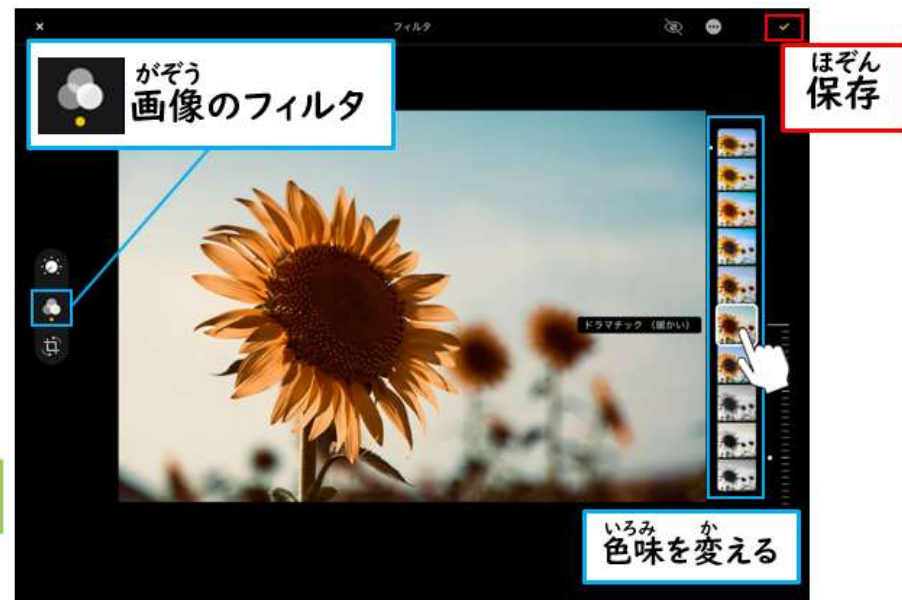 フィルタ
がぞう
画像のフィルタ
ほぞん
保存
ドラマチック (暖かい)
いろみ か
色味を変える